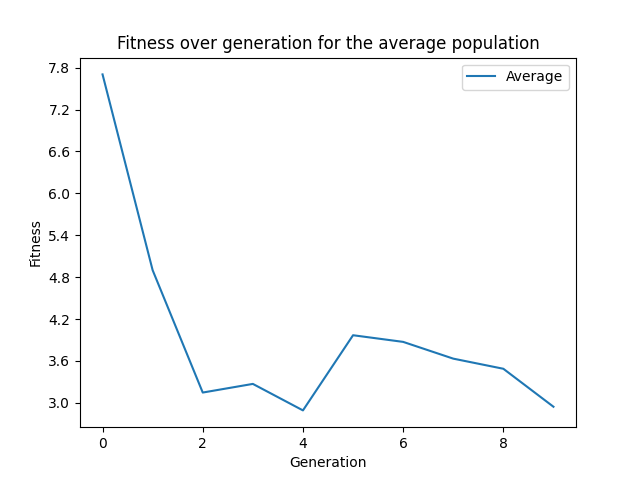 Fitness over generation for the average population
Average
7.8
7.2
6.6
6.0
5.4
4.8
4.2
3.6
3.0
Fitness
0 2 4 6 8
Generation